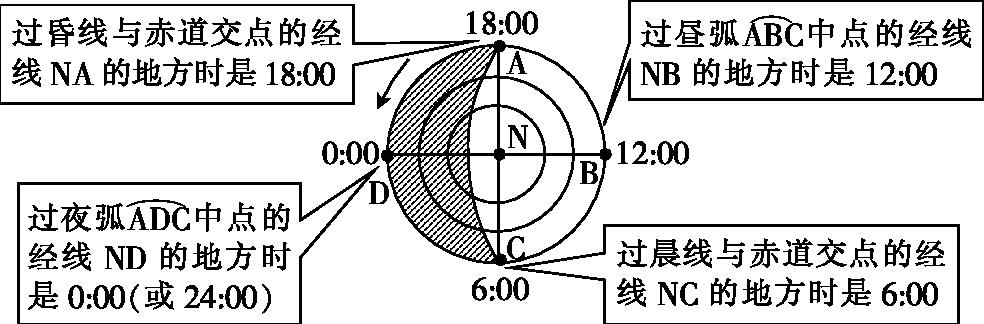 过昏线与赤道交点的经
线 NA 的地方时是 18:00
18:00
过昼弧ABC中点的经线
NB 的地方时是 12:00
A
N
0:00
12:00
D
B
过夜弧ADC中点的
经线 ND 的地方时
是 0:00(或 24:00)
C
6:00
过晨线与赤道交点的经
线 NC 的地方时是 6:00